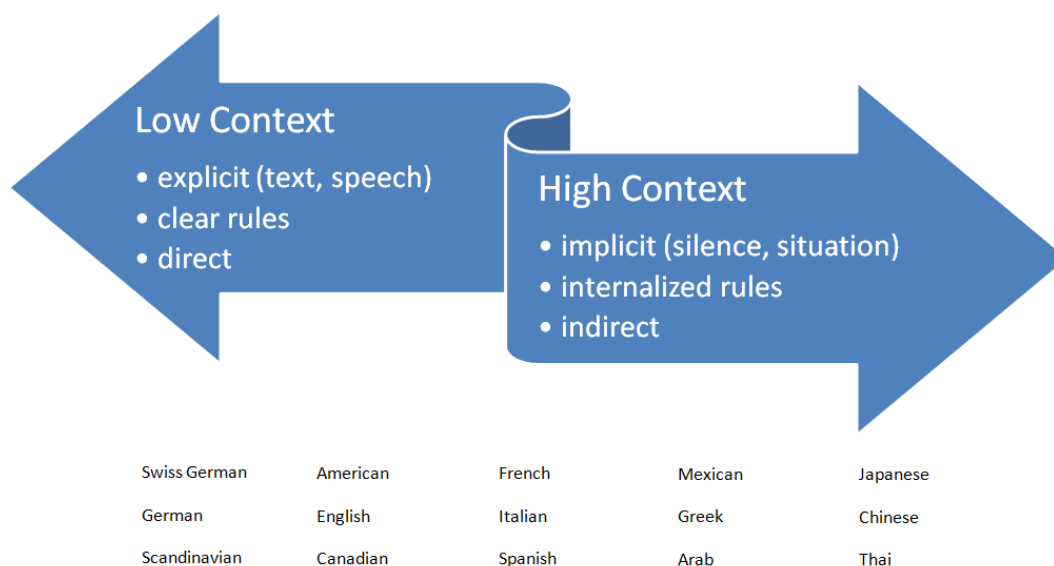 Low Context
• explicit (text, speech)
• clear rules
• direct
High Context
• implicit (silence, situation)
• internalized rules
• indirect
Swiss German American French Mexican Japanese
German English Italian Greek Chinese
Scandinavian Canadian Spanish Arab Thai